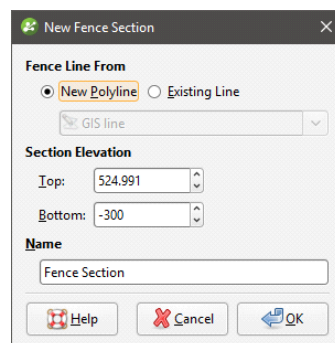 New Fence Section
Fence Line From
New Polyline Existing Line
GIS line
Section Elevation
Top: 524.991
Bottom: -300
Name
Fence Section
Help Cancel OK